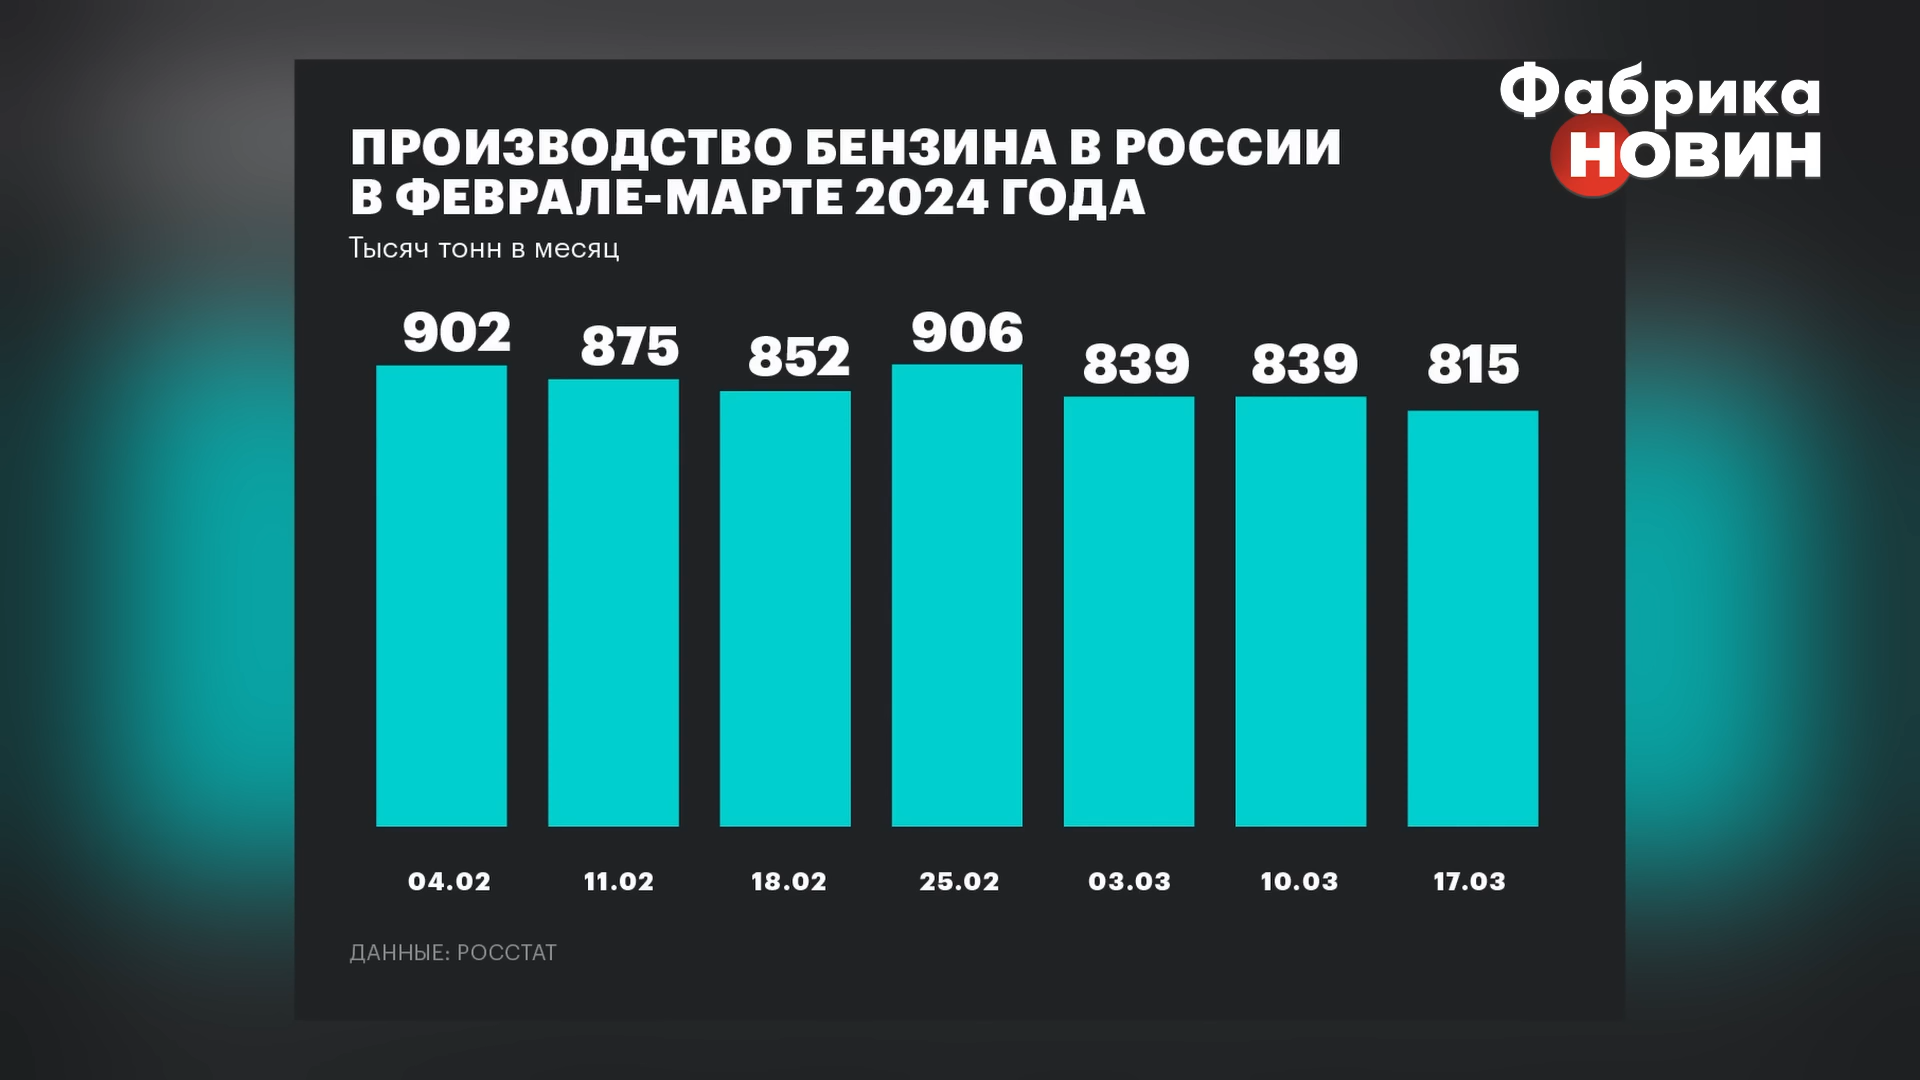 Фабрика
новин
ПРОИЗВОДСТВО БЕНЗИНА В РОССИИ
В ФЕВРАЛЕ-МАРТЕ 2024 ГОДА
Тысяч тонн в месяц
902 875 852 906 839 839 815
04.02 11.02 18.02 25.02 03.03 10.03 17.03
ДАННЫЕ: РОССТАТ